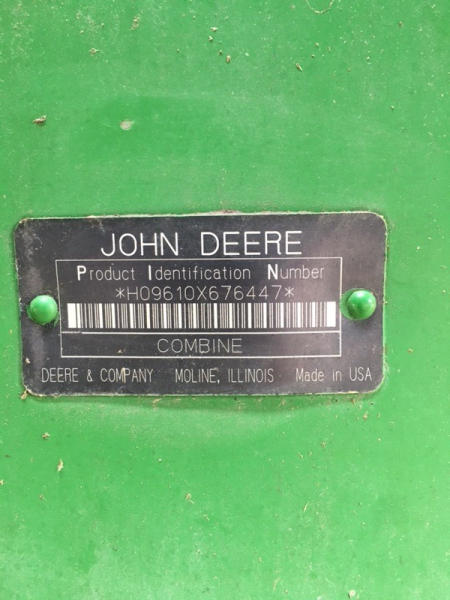 JOHN DEERE
Product Identification Number
*H09610X676447*
COMBINE
DEERE & COMPANY MOLINE, ILLINOIS Made in USA